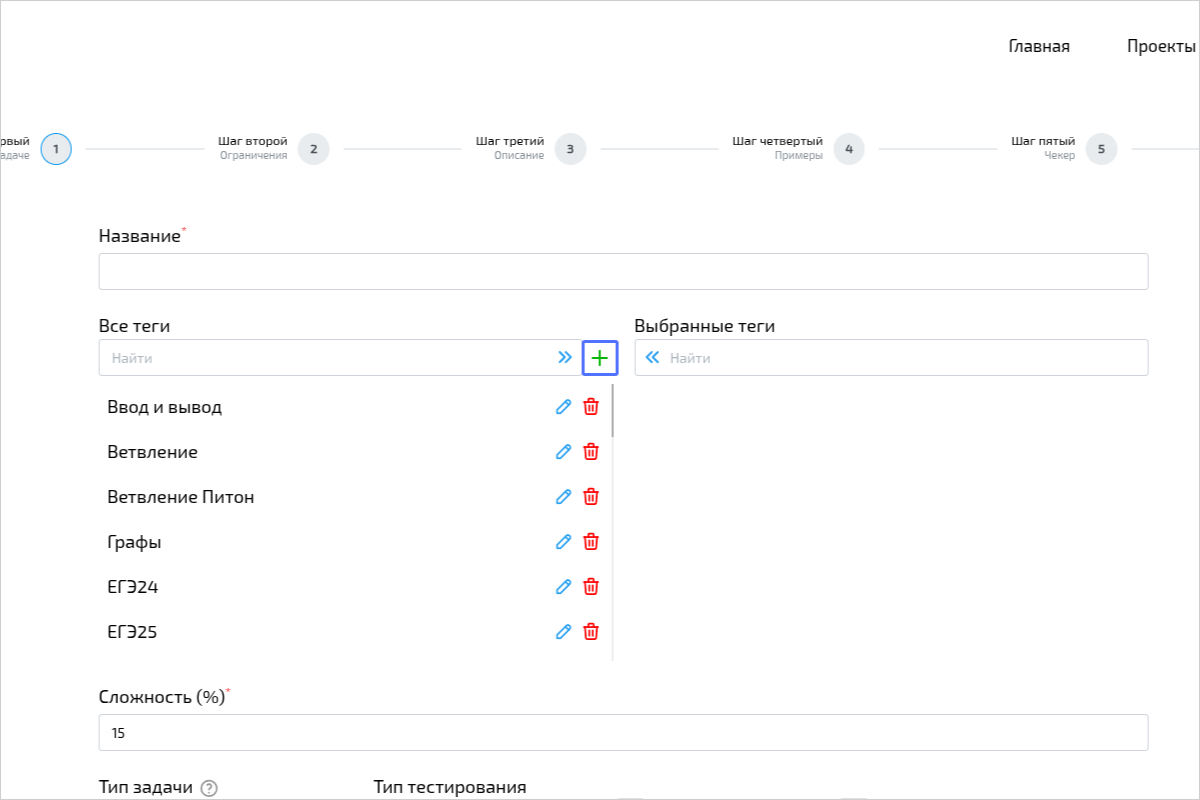 Главная Проекты
Шаг второй Шаг третий Шаг четвертый Шаг пятый
1 Ограничения 2 Описание 3 Примеры 4 Чекер 5
Название*
Все теги Выбранные теги
Найти Найти
Ввод и вывод
Ветвление
Ветвление Питон
Графы
ЕГЭ24
ЕГЭ25
Сложность (%)*
15
Тип задачи ? Тип тестирования